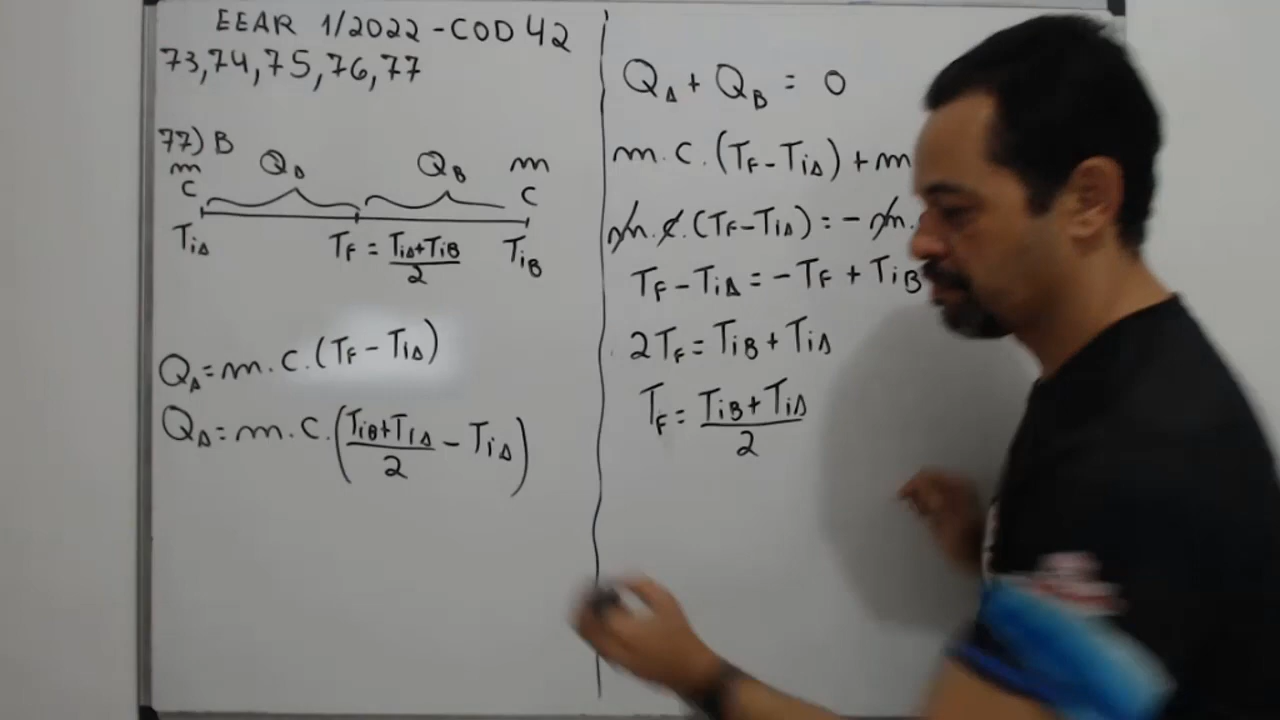 EEAR 1/2022 - COD 42
73, 74, 75, 76, 77
77) B
m Q_A Q_B m
C C
T_iA T_F = (T_iA + T_iB)/2 T_iB
Q_A = m . C . (T_F - T_iA)
Q_A = m . C . ((T_iB + T_iA)/2 - T_iA)
Q_A + Q_B = 0
m . C . (T_F - T_iA) + m
m . c . (T_F - T_iA) = - m .
T_F - T_iA = - T_F + T_iB
2T_F = T_iB + T_iA
T_F = (T_iB + T_iA)/2